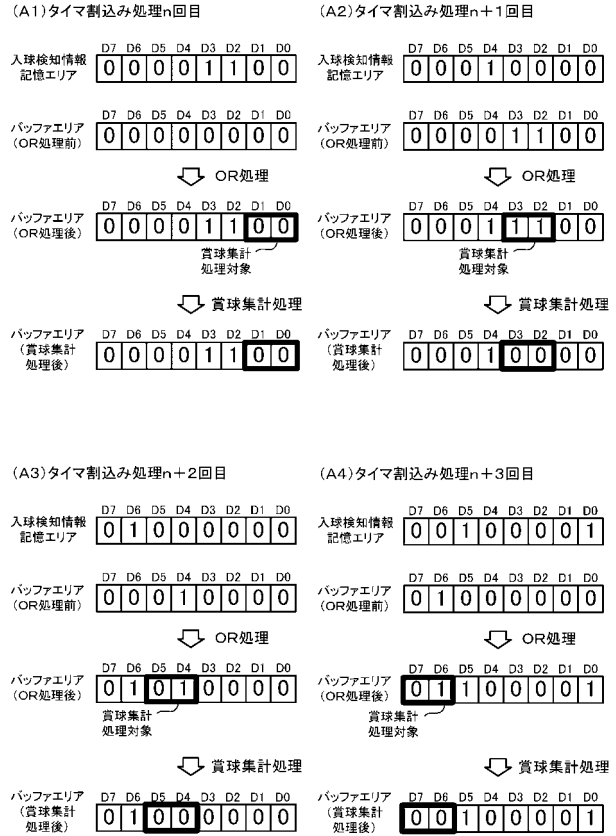 (A1)タイマ割込み処理n回目
D7 D6 D5 D4 D3 D2 D1 D0
入球検知情報
記憶エリア
0 0 0 0 1 1 0 0
D7 D6 D5 D4 D3 D2 D1 D0
バッファエリア
(OR処理前)
0 0 0 0 0 0 0 0
OR処理
D7 D6 D5 D4 D3 D2 D1 D0
バッファエリア
(OR処理後)
0 0 0 0 1 1 0 0
賞球集計
処理対象
賞球集計処理
D7 D6 D5 D4 D3 D2 D1 D0
バッファエリア
(賞球集計
処理後)
0 0 0 0 1 1 0 0
(A2)タイマ割込み処理n+1回目
D7 D6 D5 D4 D3 D2 D1 D0
入球検知情報
記憶エリア
0 0 0 1 0 0 0 0
D7 D6 D5 D4 D3 D2 D1 D0
バッファエリア
(OR処理前)
0 0 0 0 1 1 0 0
OR処理
D7 D6 D5 D4 D3 D2 D1 D0
バッファエリア
(OR処理後)
0 0 0 1 1 1 0 0
賞球集計
処理対象
賞球集計処理
D7 D6 D5 D4 D3 D2 D1 D0
バッファエリア
(賞球集計
処理後)
0 0 0 1 0 0 0 0
(A3)タイマ割込み処理n+2回目
D7 D6 D5 D4 D3 D2 D1 D0
入球検知情報
記憶エリア
0 1 0 0 0 0 0 0
D7 D6 D5 D4 D3 D2 D1 D0
バッファエリア
(OR処理前)
0 0 0 1 0 0 0 0
OR処理
D7 D6 D5 D4 D3 D2 D1 D0
バッファエリア
(OR処理後)
0 1 0 1 0 0 0 0
賞球集計
処理対象
賞球集計処理
D7 D6 D5 D4 D3 D2 D1 D0
バッファエリア
(賞球集計
処理後)
0 1 0 0 0 0 0 0
(A4)タイマ割込み処理n+3回目
D7 D6 D5 D4 D3 D2 D1 D0
入球検知情報
記憶エリア
0 0 1 0 0 0 0 1
D7 D6 D5 D4 D3 D2 D1 D0
バッファエリア
(OR処理前)
0 1 0 0 0 0 0 0
OR処理
D7 D6 D5 D4 D3 D2 D1 D0
バッファエリア
(OR処理後)
0 1 1 0 0 0 0 1
賞球集計
処理対象
賞球集計処理
D7 D6 D5 D4 D3 D2 D1 D0
バッファエリア
(賞球集計
処理後)
0 0 1 0 0 0 0 1